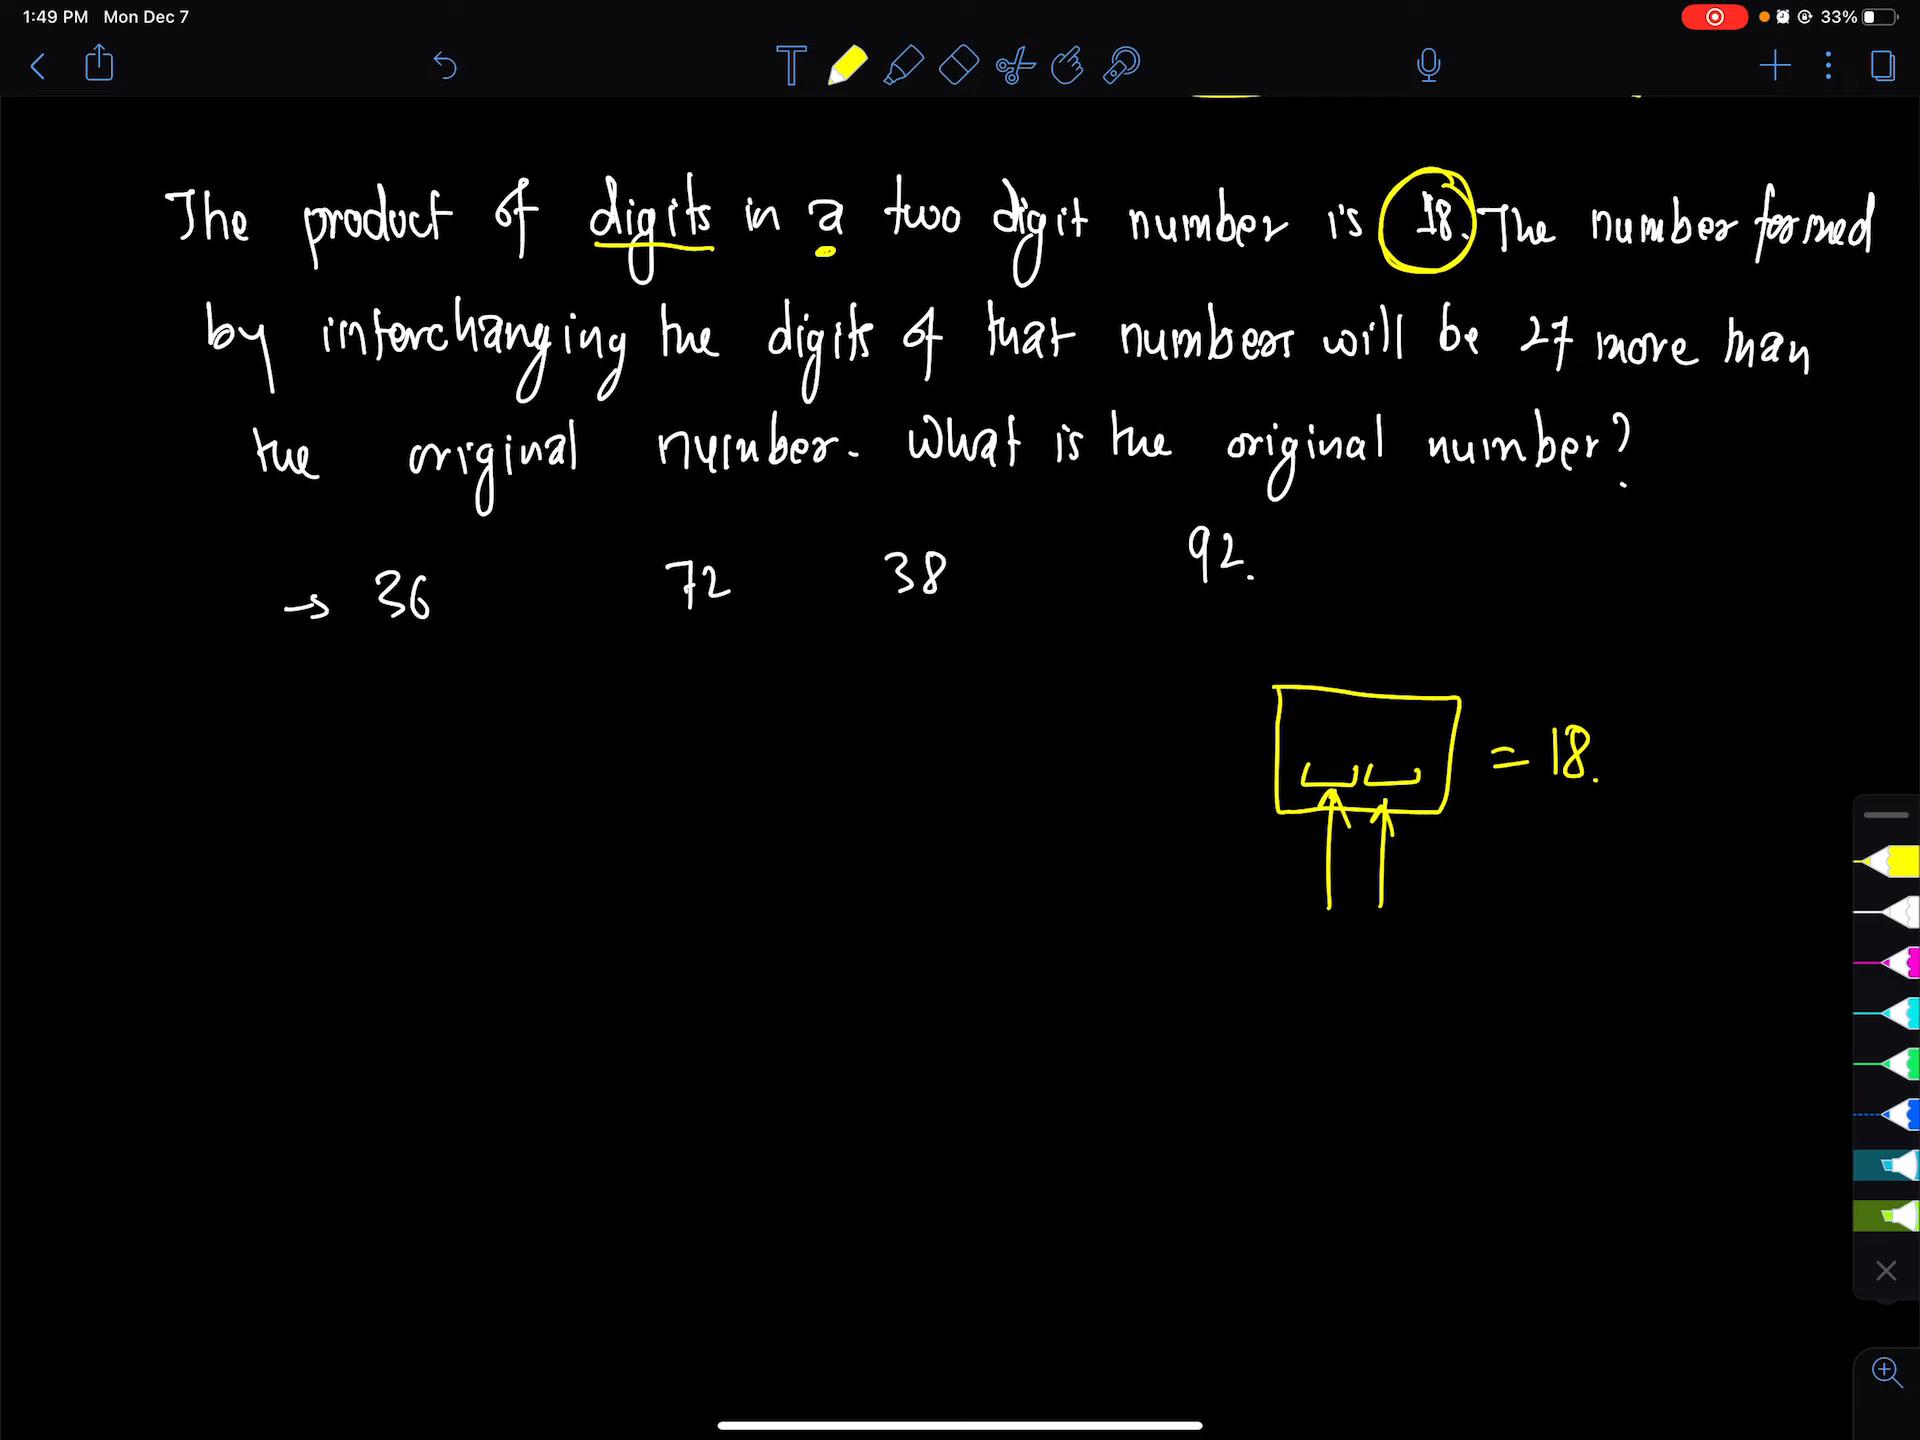 1:49 PM Mon Dec 7
33%
The product of digits in a two digit number is 18. The number formed
by interchanging the digits of that numbers will be 27 more than
the original number. What is the original number?
→ 36 72 38 92.
= 18.